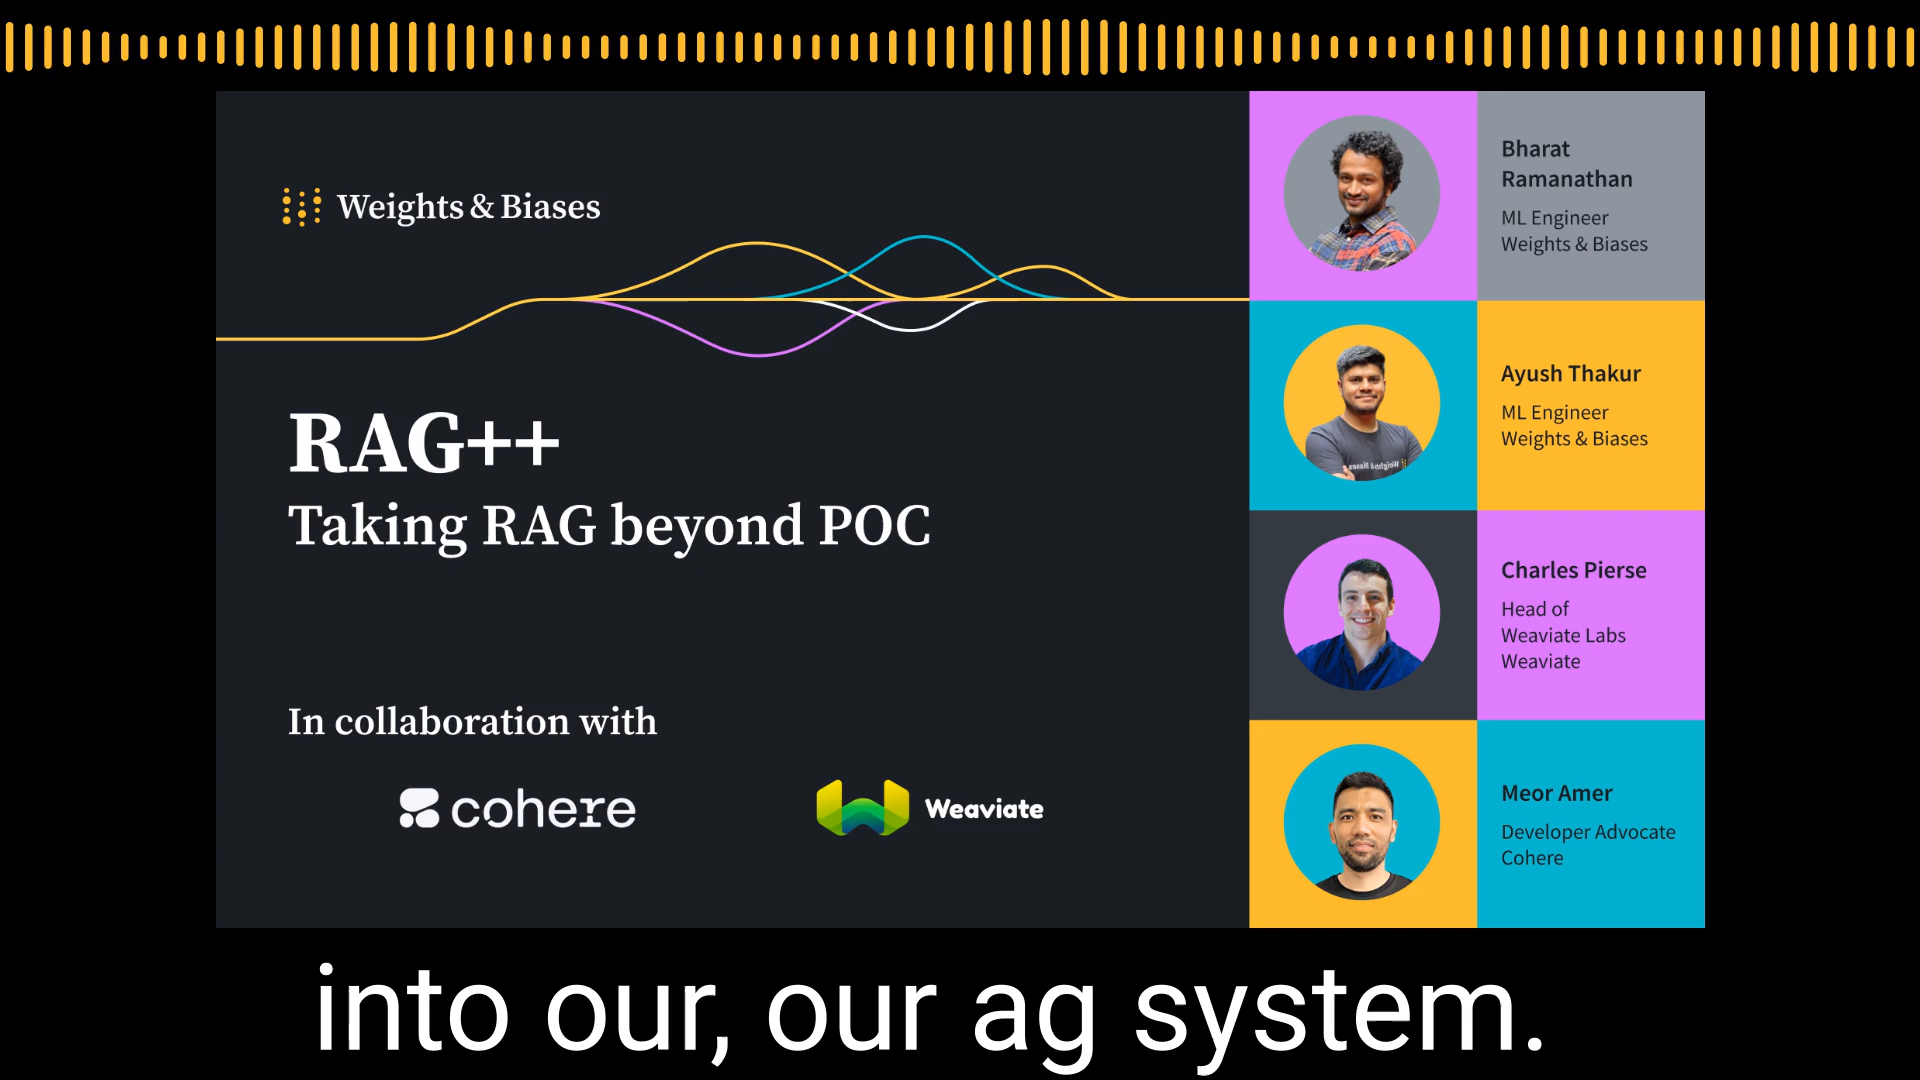 Weights & Biases
RAG++
Taking RAG beyond POC
In collaboration with
cohere
Weaviate
Bharat
Ramanathan
ML Engineer
Weights & Biases
Ayush Thakur
ML Engineer
Weights & Biases
Charles Pierse
Head of
Weaviate Labs
Weaviate
Meor Amer
Developer Advocate
Cohere
into our, our ag system.